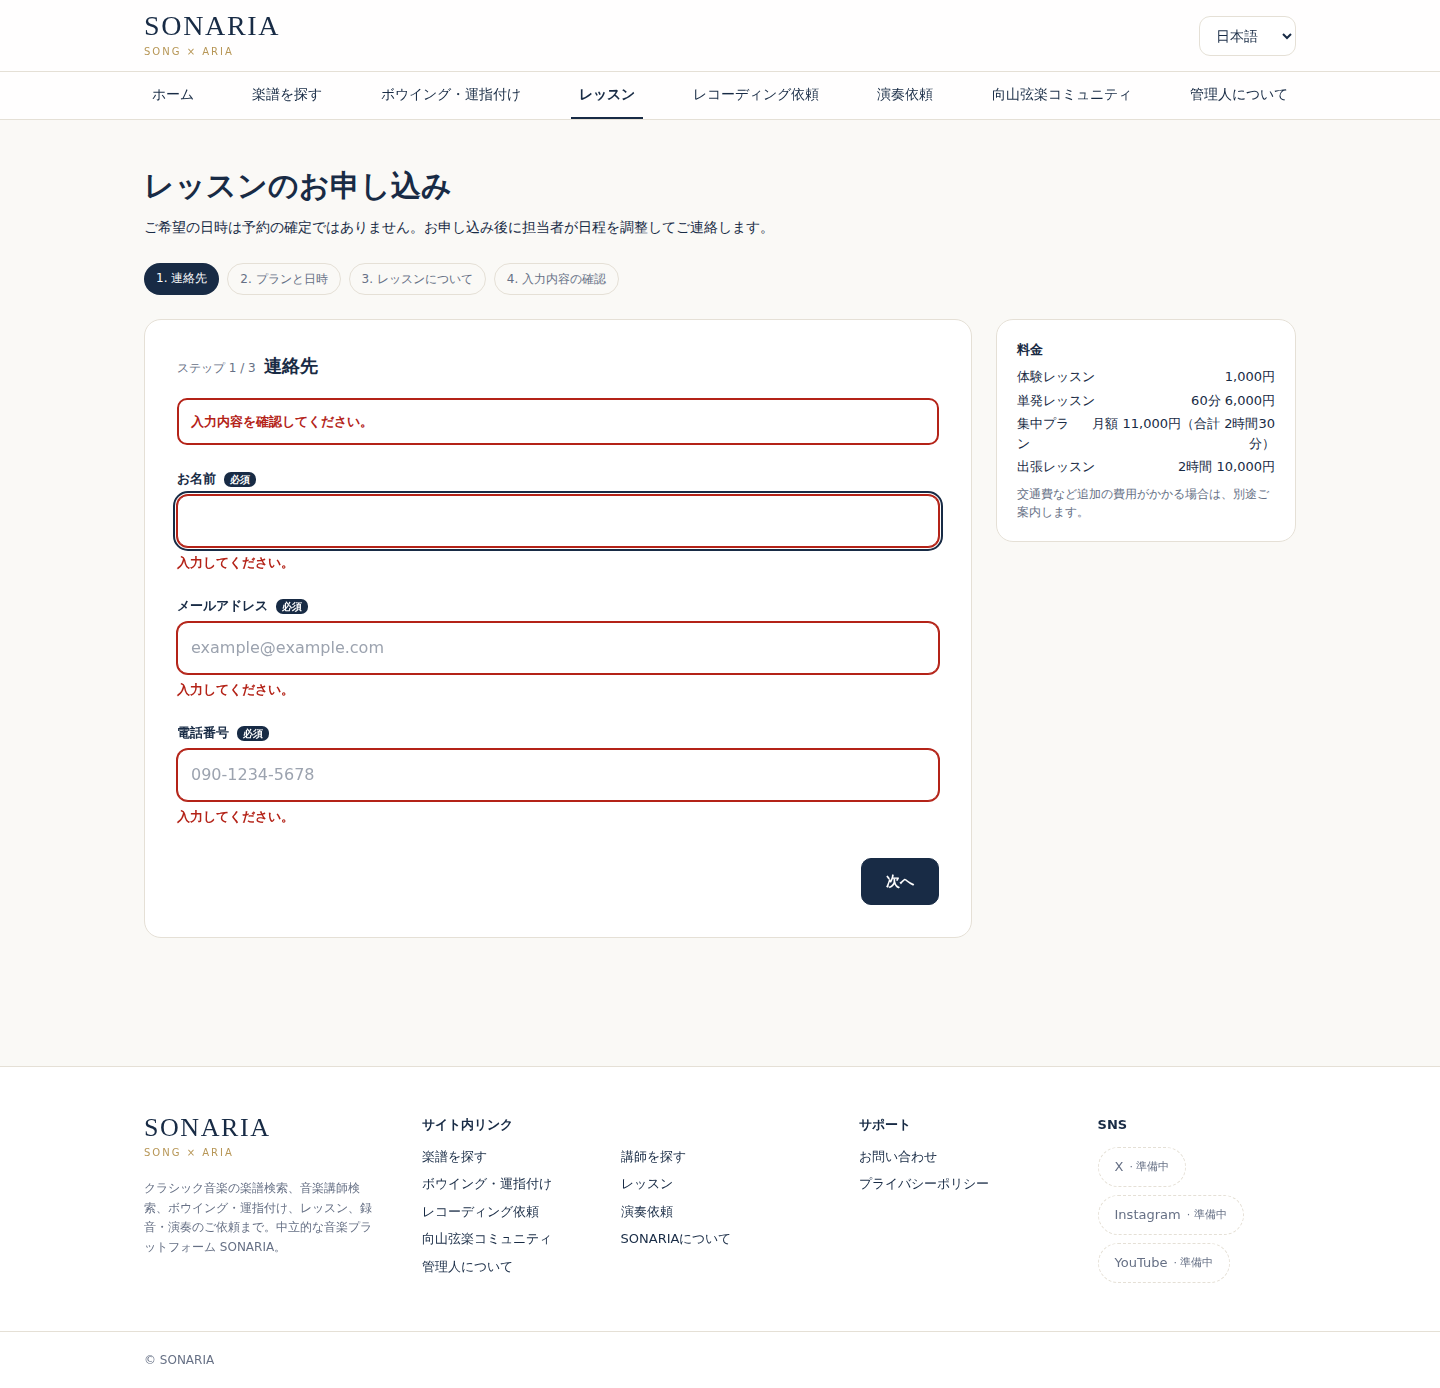 SONARIA
SONG × ARIA
日本語
ホーム
楽譜を探す
ボウイング・運指付け
レッスン
レコーディング依頼
演奏依頼
向山弦楽コミュニティ
管理人について
レッスンのお申し込み
ご希望の日時は予約の確定ではありません。お申し込み後に担当者が日程を調整してご連絡します。
1. 連絡先
2. プランと日時
3. レッスンについて
4. 入力内容の確認
ステップ 1 / 3 連絡先
入力内容を確認してください。
お名前 必須
入力してください。
メールアドレス 必須
example@example.com
入力してください。
電話番号 必須
090-1234-5678
入力してください。
次へ
料金
体験レッスン 1,000円
単発レッスン 60分 6,000円
集中プラン 月額 11,000円（合計 2時間30分）
出張レッスン 2時間 10,000円
交通費など追加の費用がかかる場合は、別途ご
案内します。
SONARIA
SONG × ARIA
クラシック音楽の楽譜検索、音楽講師検
索、ボウイング・運指付け、レッスン、録
音・演奏のご依頼まで。中立的な音楽プラ
ットフォーム SONARIA。
サイト内リンク
楽譜を探す
ボウイング・運指付け
レコーディング依頼
向山弦楽コミュニティ
管理人について
講師を探す
レッスン
演奏依頼
SONARIAについて
サポート
お問い合わせ
プライバシーポリシー
SNS
X · 準備中
Instagram · 準備中
YouTube · 準備中
© SONARIA